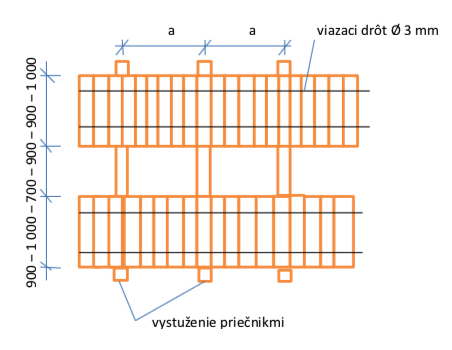 a
a
viazaci drôt Ø 3 mm
900 – 1 000 – 700 – 900 – 900 – 1 000
vystuženie priečnikmi